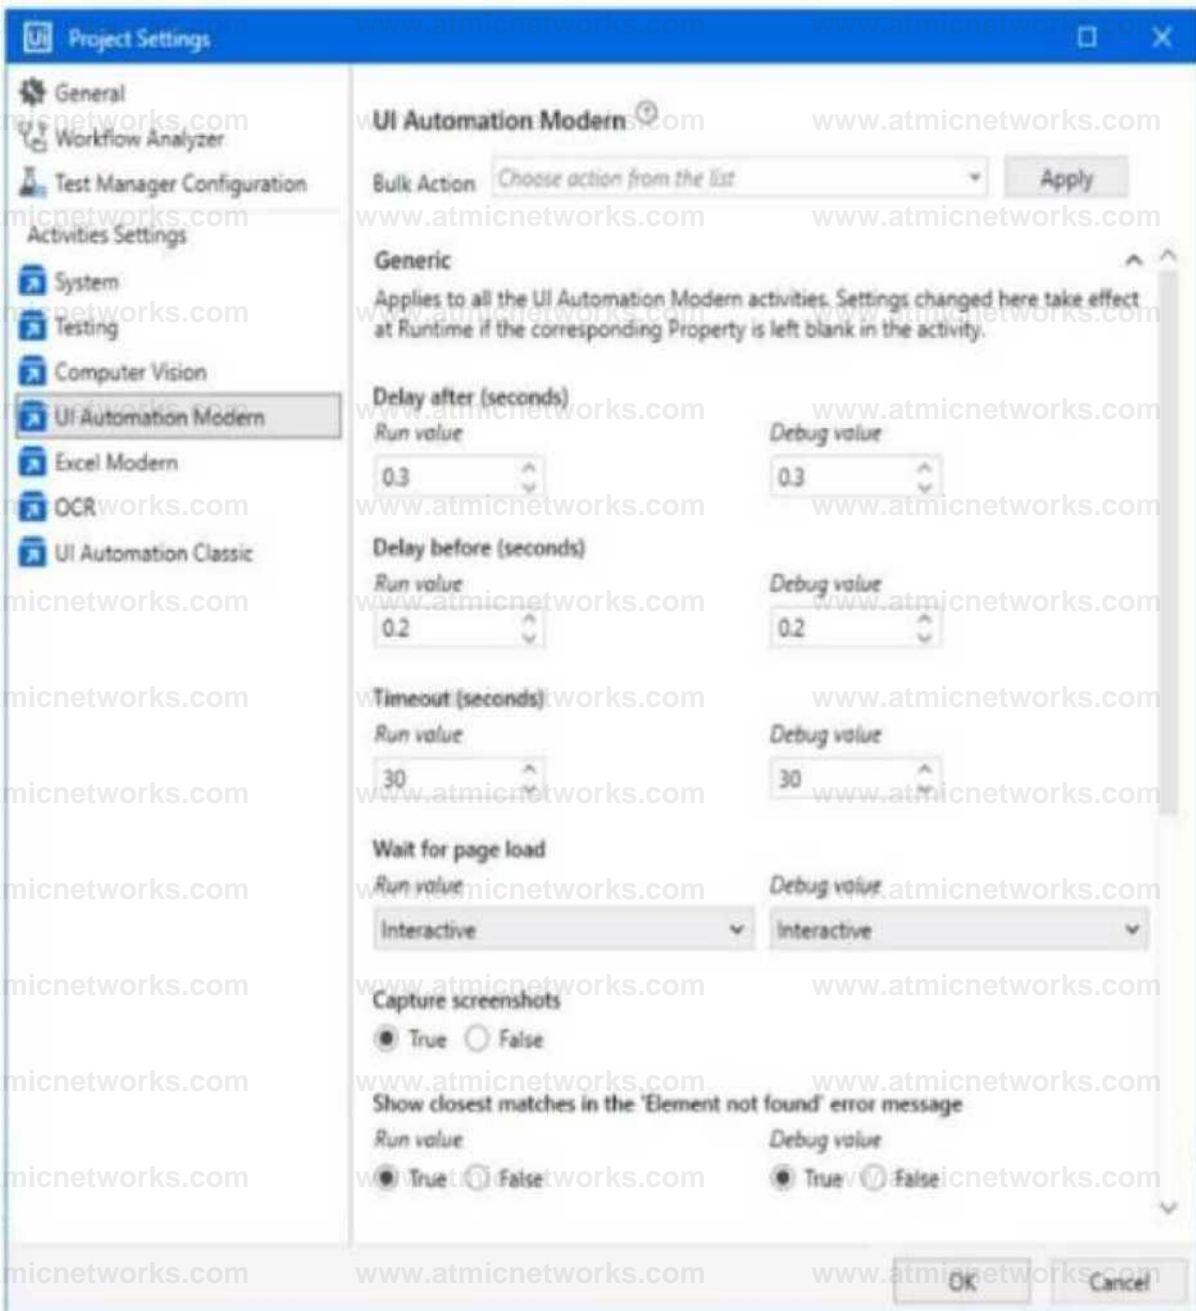 Ui Project Settings
General
Workflow Analyzer
Test Manager Configuration
Activities Settings
System
Testing
Computer Vision
UI Automation Modern
Excel Modern
OCR
UI Automation Classic
UI Automation Modern ?
Bulk Action Choose action from the list Apply
Generic
Applies to all the UI Automation Modern activities. Settings changed here take effect
at Runtime if the corresponding Property is left blank in the activity.
Delay after (seconds)
Run value Debug value
0.3 0.3
Delay before (seconds)
Run value Debug value
0.2 0.2
Timeout (seconds)
Run value Debug value
30 30
Wait for page load
Run value Debug value
Interactive Interactive
Capture screenshots
True False
Show closest matches in the 'Element not found' error message
Run value Debug value
True False True False
OK Cancel
www.atmicnetworks.com